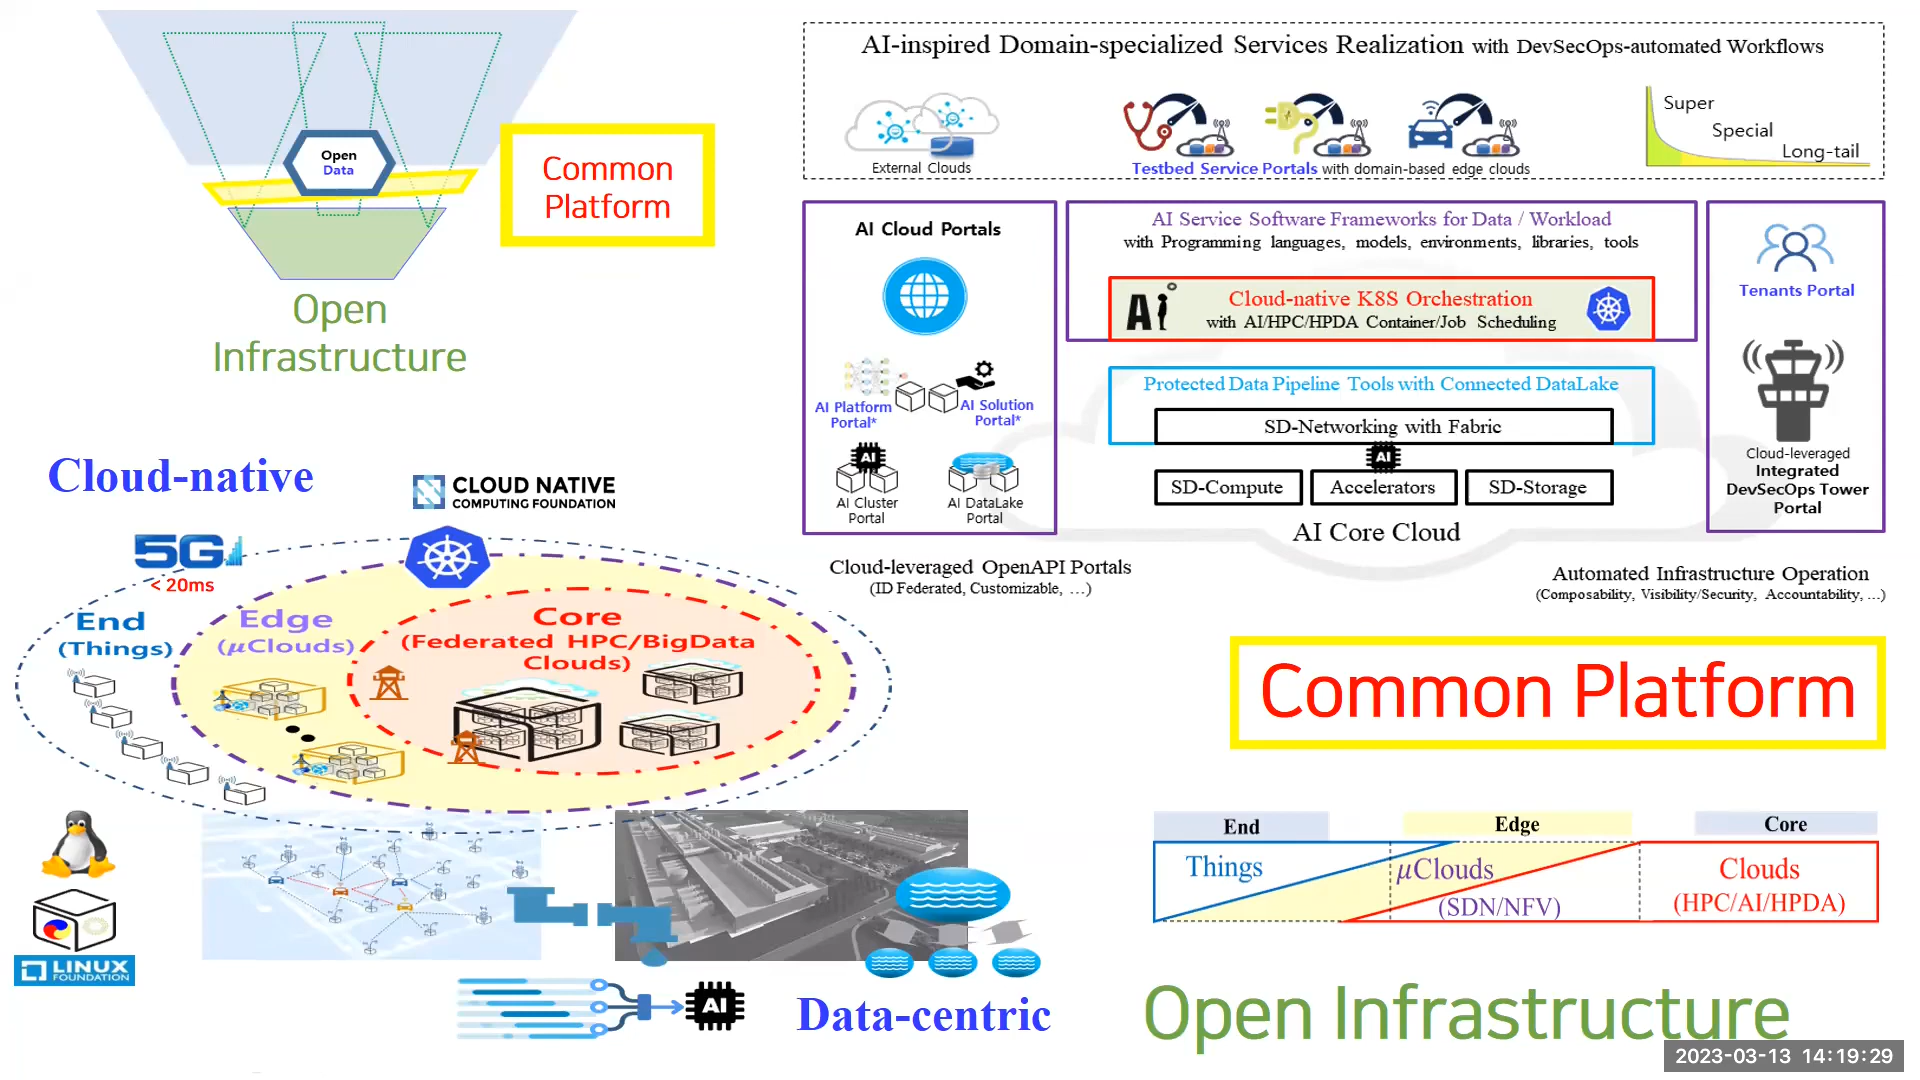 Open
Data
Common
Platform
Open
Infrastructure
AI-inspired Domain-specialized Services Realization with DevSecOps-automated Workflows
External Clouds
Testbed Service Portals with domain-based edge clouds
Super
Special
Long-tail
AI Cloud Portals
AI Platform
Portal*
AI Solution
Portal*
AI
AI Cluster
Portal
AI DataLake
Portal
Cloud-leveraged OpenAPI Portals
(ID Federated, Customizable, ...)
AI Service Software Frameworks for Data / Workload
with Programming languages, models, environments, libraries, tools
Ai
Cloud-native K8S Orchestration
with AI/HPC/HPDA Container/Job Scheduling
Protected Data Pipeline Tools with Connected DataLake
SD-Networking with Fabric
AI
SD-Compute
Accelerators
SD-Storage
AI Core Cloud
Tenants Portal
Cloud-leveraged
Integrated
DevSecOps Tower
Portal
Automated Infrastructure Operation
(Composability, Visibility/Security, Accountability, ...)
Cloud-native
CLOUD NATIVE
COMPUTING FOUNDATION
5G
< 20ms
End
(Things)
Edge
(μClouds)
Core
(Federated HPC/BigData
Clouds)
LINUX
FOUNDATION
AI
Data-centric
Common Platform
End
Edge
Core
Things
μClouds
(SDN/NFV)
Clouds
(HPC/AI/HPDA)
Open Infrastructure
2023-03-13 14:19:29